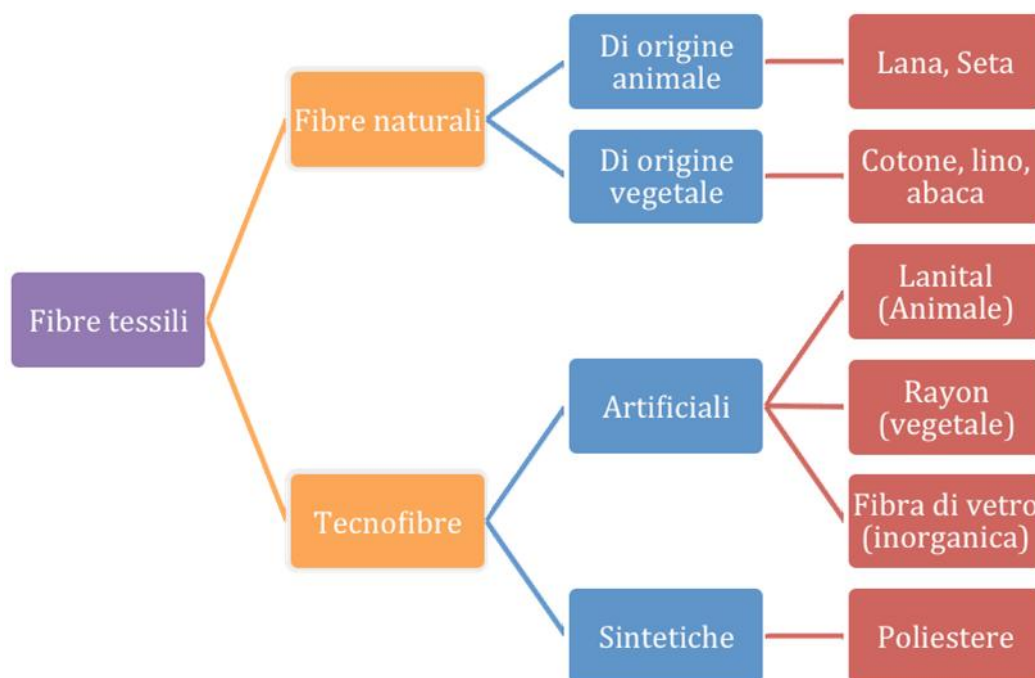 Fibre tessili
Fibre naturali
Di origine
animale
Lana, Seta
Di origine
vegetale
Cotone, lino,
abaca
Tecnofibre
Artificiali
Lanital
(Animale)
Rayon
(vegetale)
Fibra di vetro
(inorganica)
Sintetiche
Poliestere